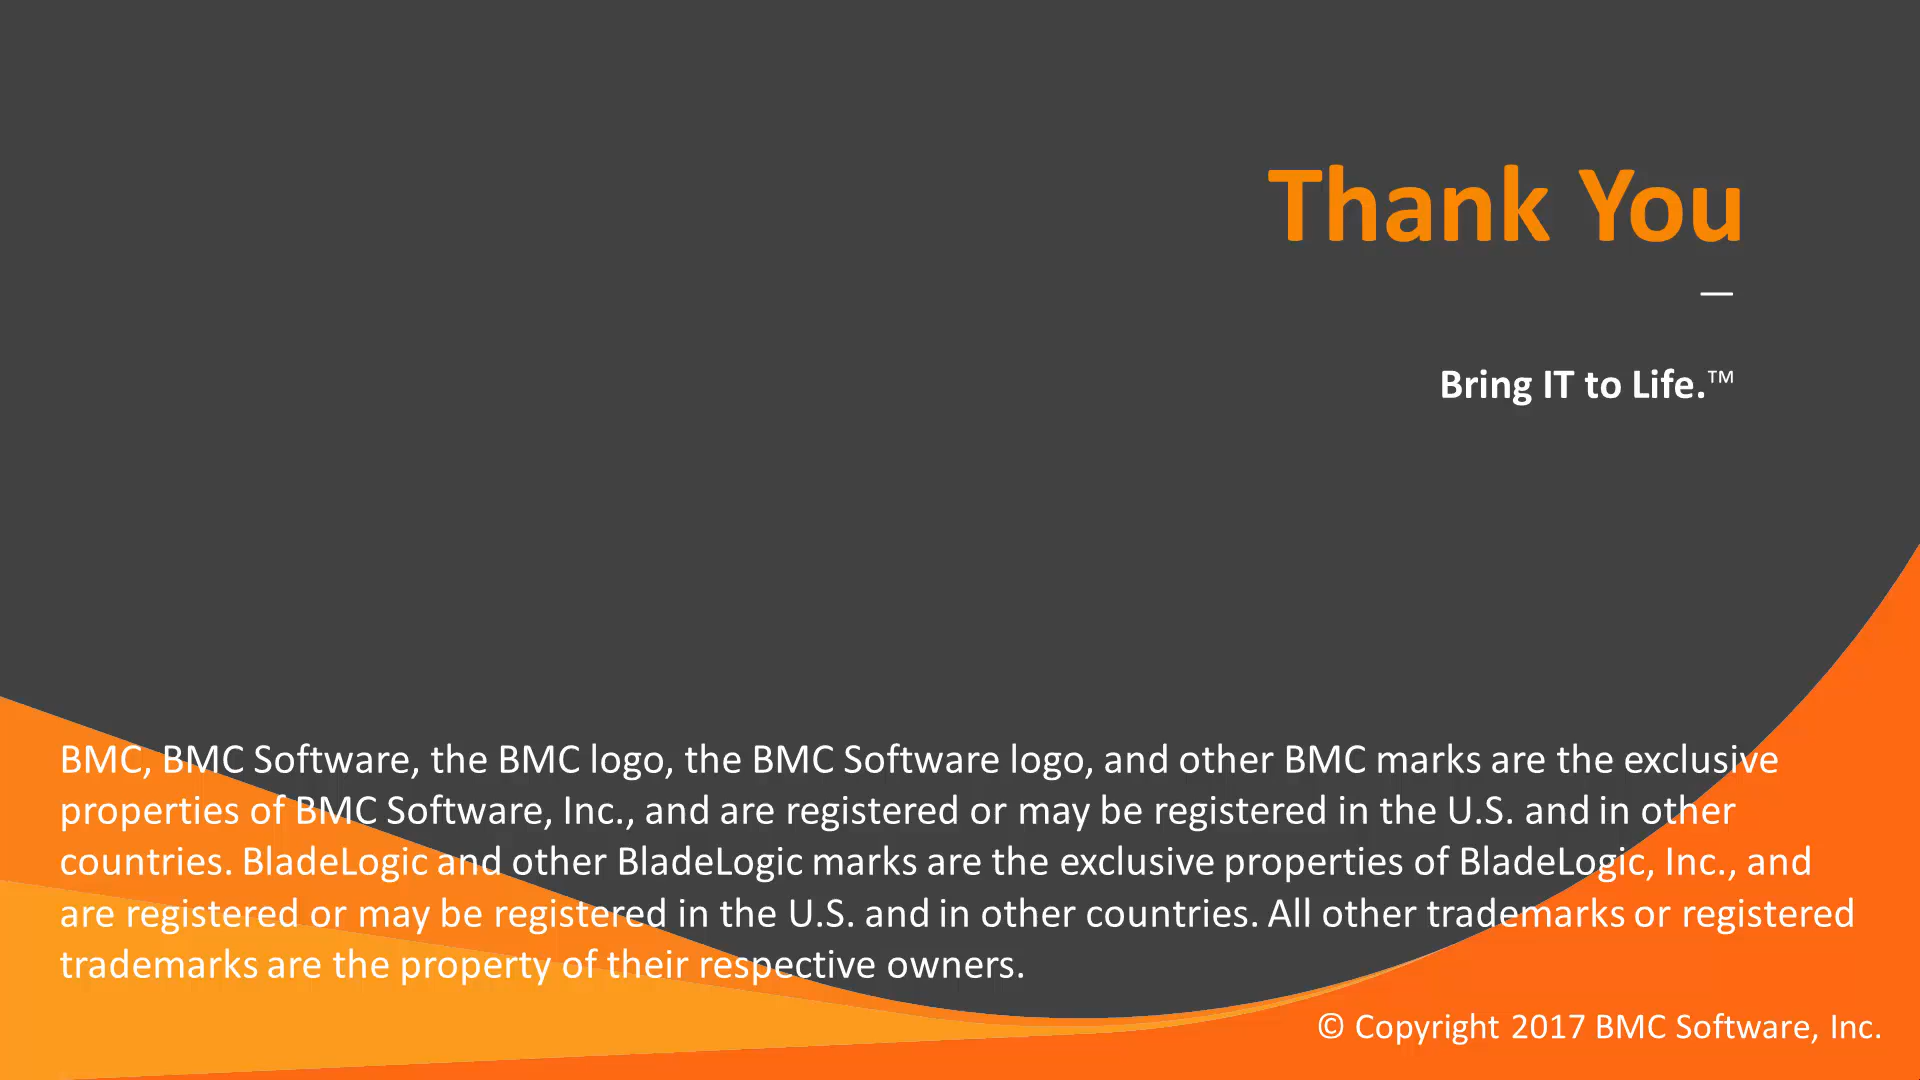 Thank You
—
Bring IT to Life.™
BMC, BMC Software, the BMC logo, the BMC Software logo, and other BMC marks are the exclusive
properties of BMC Software, Inc., and are registered or may be registered in the U.S. and in other
countries. BladeLogic and other BladeLogic marks are the exclusive properties of BladeLogic, Inc., and
are registered or may be registered in the U.S. and in other countries. All other trademarks or registered
trademarks are the property of their respective owners.
© Copyright 2017 BMC Software, Inc.